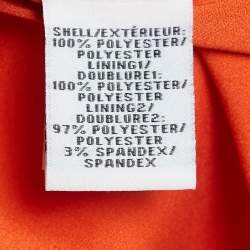 SHELL/EXTÉRIEUR:
100% POLYESTER/
POLYESTER
LINING1/
DOUBLURE1:
100% POLYESTER/
POLYESTER
LINING2/
DOUBLURE2:
97% POLYESTER/
POLYESTER
3% SPANDEX/
SPANDEX